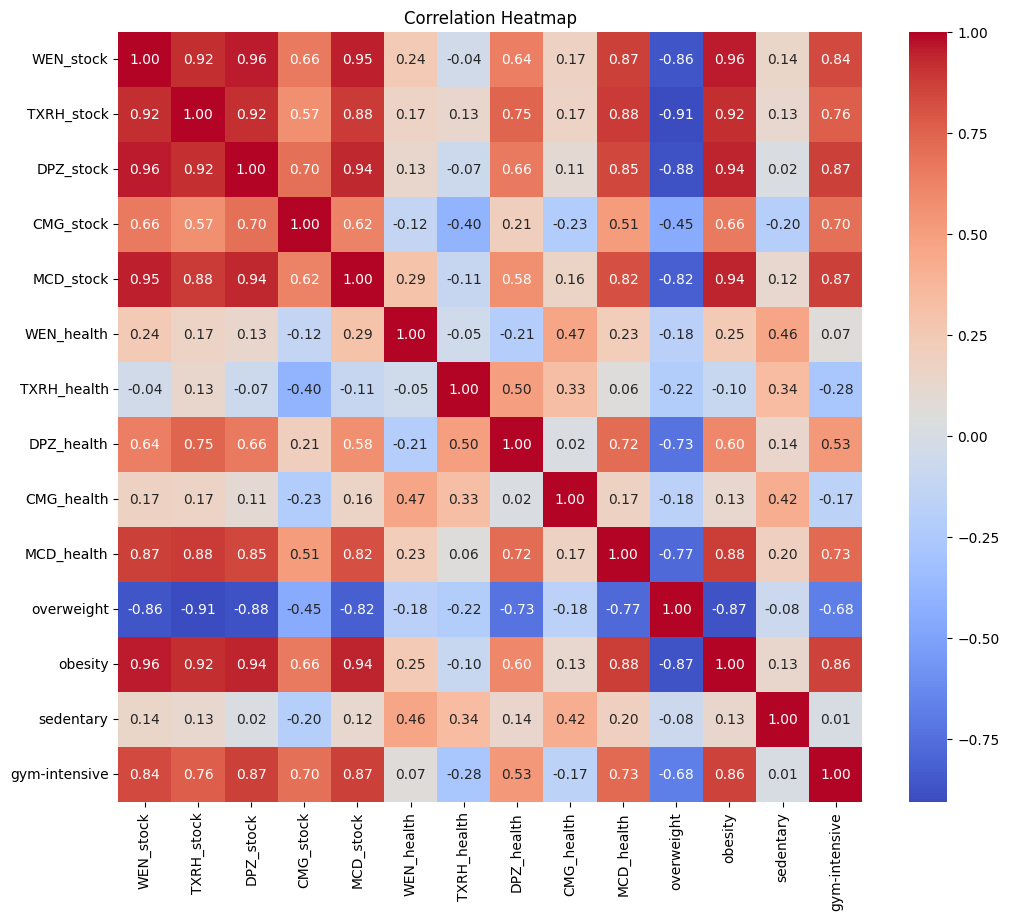 Correlation Heatmap
WEN_stock 1.00 0.92 0.96 0.66 0.95 0.24 -0.04 0.64 0.17 0.87 -0.86 0.96 0.14 0.84
TXRH_stock 0.92 1.00 0.92 0.57 0.88 0.17 0.13 0.75 0.17 0.88 -0.91 0.92 0.13 0.76
DPZ_stock 0.96 0.92 1.00 0.70 0.94 0.13 -0.07 0.66 0.11 0.85 -0.88 0.94 0.02 0.87
CMG_stock 0.66 0.57 0.70 1.00 0.62 -0.12 -0.40 0.21 -0.23 0.51 -0.45 0.66 -0.20 0.70
MCD_stock 0.95 0.88 0.94 0.62 1.00 0.29 -0.11 0.58 0.16 0.82 -0.82 0.94 0.12 0.87
WEN_health 0.24 0.17 0.13 -0.12 0.29 1.00 -0.05 -0.21 0.47 0.23 -0.18 0.25 0.46 0.07
TXRH_health -0.04 0.13 -0.07 -0.40 -0.11 -0.05 1.00 0.50 0.33 0.06 -0.22 -0.10 0.34 -0.28
DPZ_health 0.64 0.75 0.66 0.21 0.58 -0.21 0.50 1.00 0.02 0.72 -0.73 0.60 0.14 0.53
CMG_health 0.17 0.17 0.11 -0.23 0.16 0.47 0.33 0.02 1.00 0.17 -0.18 0.13 0.42 -0.17
MCD_health 0.87 0.88 0.85 0.51 0.82 0.23 0.06 0.72 0.17 1.00 -0.77 0.88 0.20 0.73
overweight -0.86 -0.91 -0.88 -0.45 -0.82 -0.18 -0.22 -0.73 -0.18 -0.77 1.00 -0.87 -0.08 -0.68
obesity 0.96 0.92 0.94 0.66 0.94 0.25 -0.10 0.60 0.13 0.88 -0.87 1.00 0.13 0.86
sedentary 0.14 0.13 0.02 -0.20 0.12 0.46 0.34 0.14 0.42 0.20 -0.08 0.13 1.00 0.01
gym-intensive 0.84 0.76 0.87 0.70 0.87 0.07 -0.28 0.53 -0.17 0.73 -0.68 0.86 0.01 1.00
WEN_stock TXRH_stock DPZ_stock CMG_stock MCD_stock WEN_health TXRH_health DPZ_health CMG_health MCD_health overweight obesity sedentary gym-intensive
1.00
0.75
0.50
0.25
0.00
−0.25
−0.50
−0.75